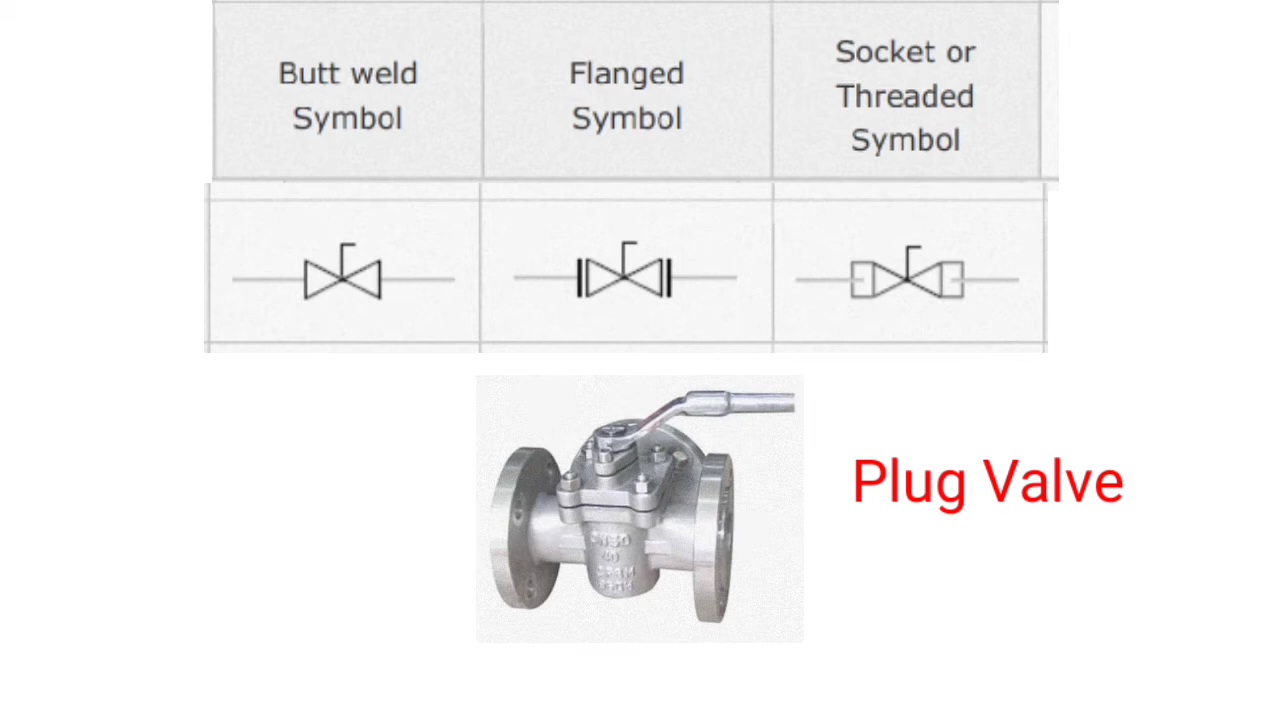 Butt weld
Symbol
Flanged
Symbol
Socket or
Threaded
Symbol
Plug Valve